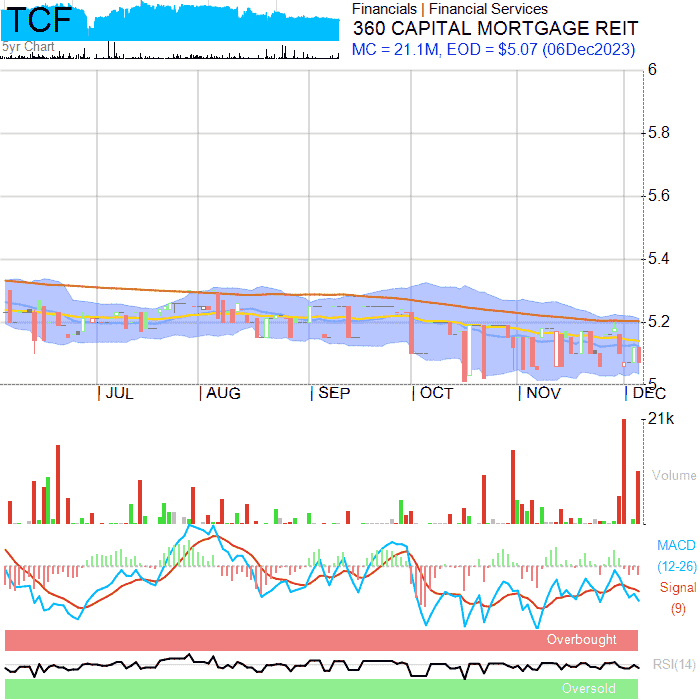 TCF
5yr Chart
Financials | Financial Services
360 CAPITAL MORTGAGE REIT
MC = 21.1M, EOD = $5.07 (06Dec2023)
6
5.8
5.6
5.4
5.2
5
JUL AUG SEP OCT NOV DEC
21k
Volume
MACD
(12-26)
Signal
(9)
Overbought
RSI(14)
Oversold